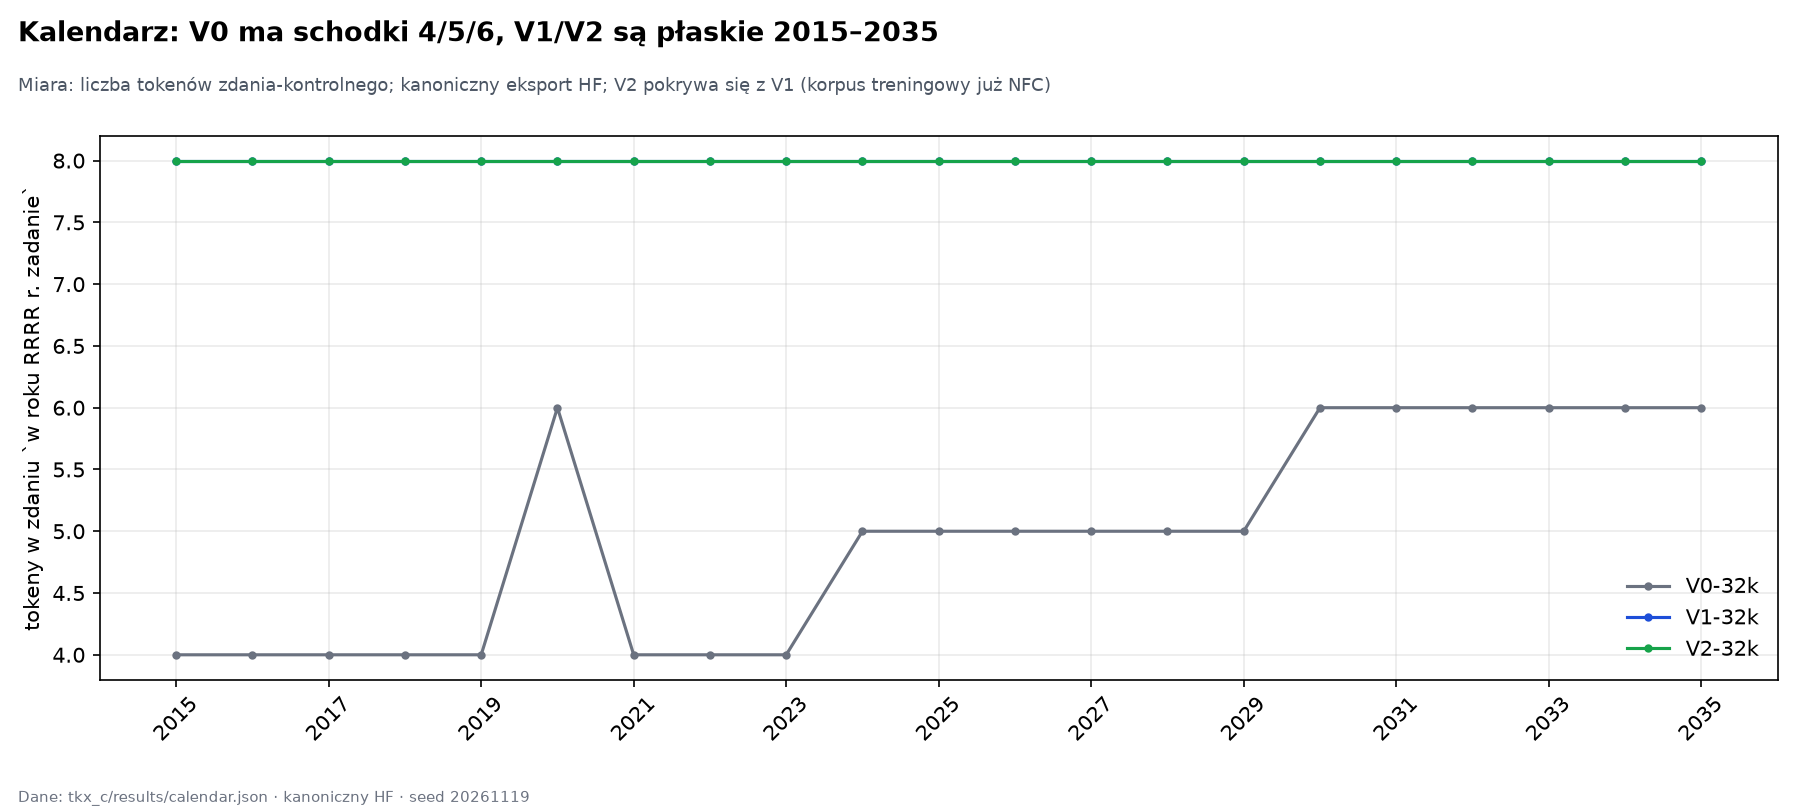 Kalendarz: V0 ma schodki 4/5/6, V1/V2 są płaskie 2015–2035
Miara: liczba tokenów zdania-kontrolnego; kanoniczny eksport HF; V2 pokrywa się z V1 (korpus treningowy już NFC)
tokeny w zdaniu `w roku RRRR r. zadanie`
8.0
7.5
7.0
6.5
6.0
5.5
5.0
4.5
4.0
V0-32k
V1-32k
V2-32k
2015
2017
2019
2021
2023
2025
2027
2029
2031
2033
2035
Dane: tkx_c/results/calendar.json · kanoniczny HF · seed 20261119